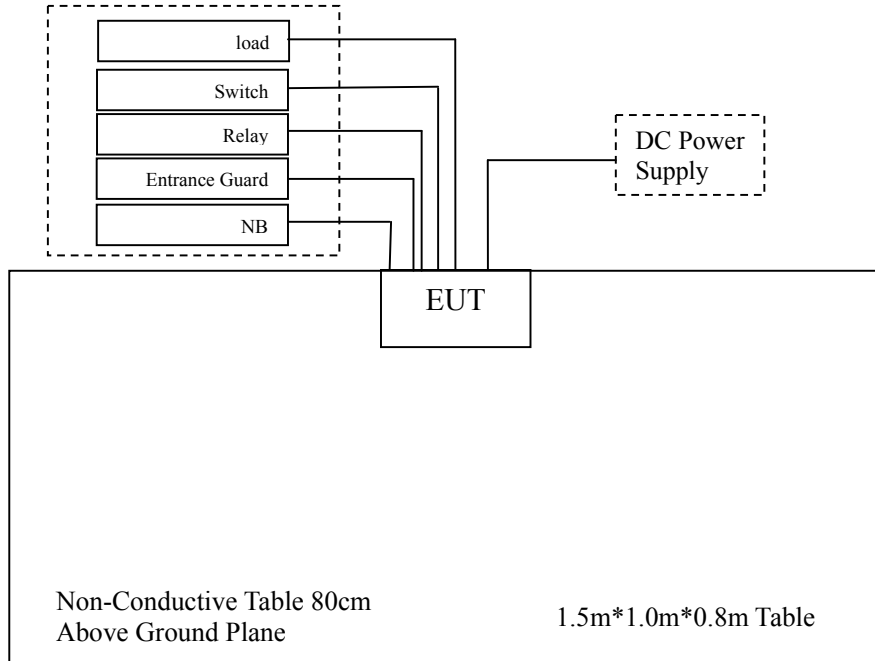 load
Switch
Relay
Entrance Guard
NB
DC Power
Supply
EUT
Non-Conductive Table 80cm
Above Ground Plane
1.5m*1.0m*0.8m Table